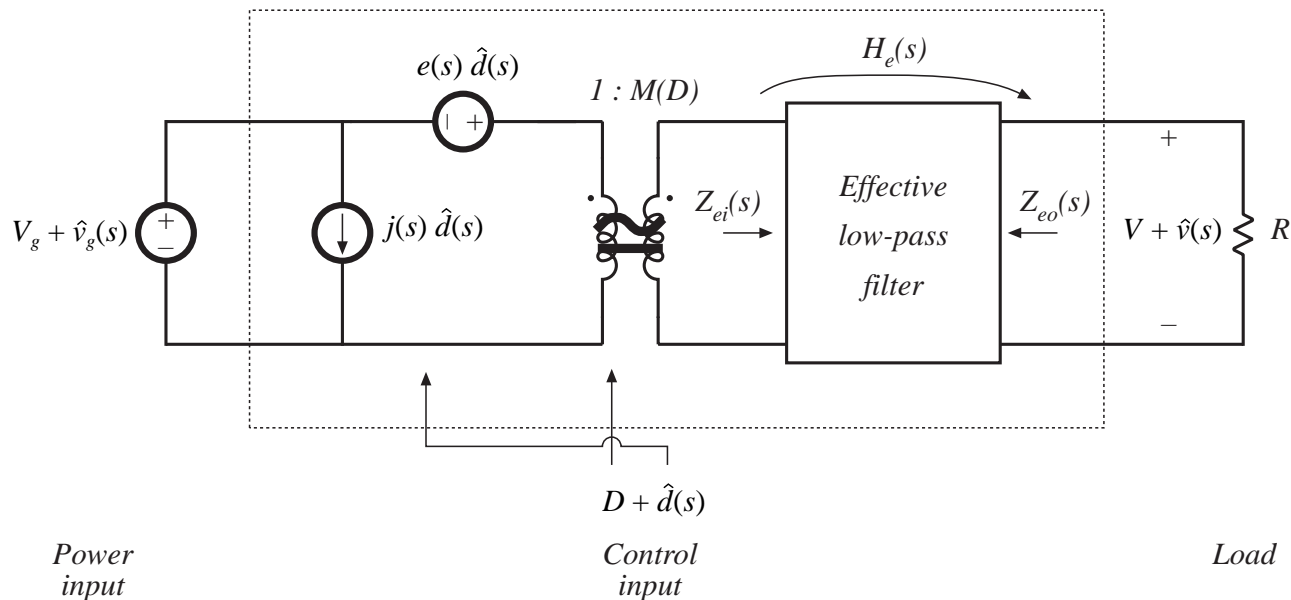 H_e(s)
e(s) d̂(s)
1 : M(D)
+
–
+
V_g + v̂_g(s)
+
–
j(s) d̂(s)
Z_ei(s)
Effective
low-pass
filter
Z_eo(s)
+
V + v̂(s)
–
R
D + d̂(s)
Power
input
Control
input
Load